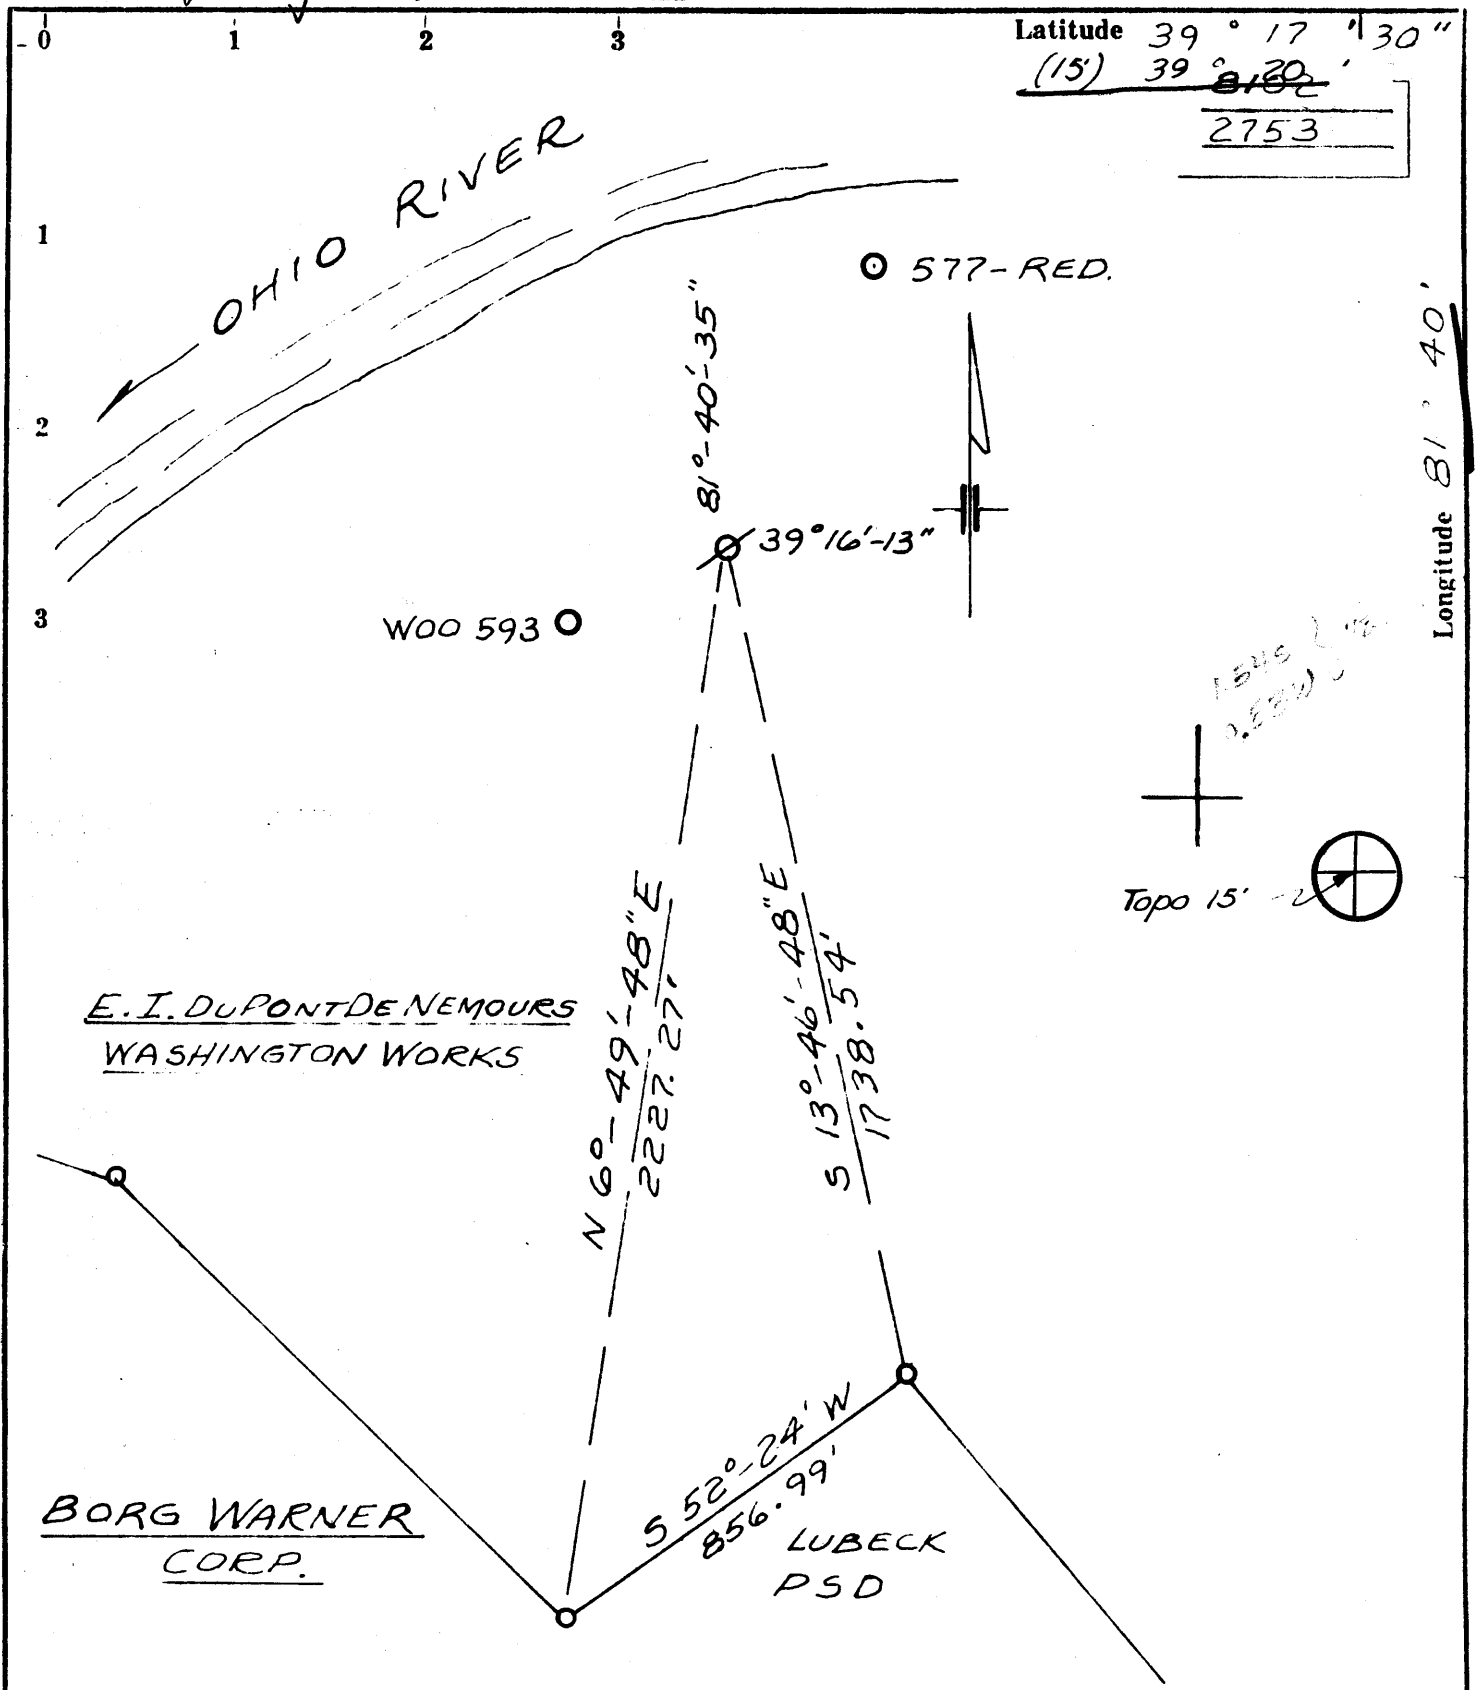 0 1 2 3
Latitude 39 ° 17 ' 30"
(15') 39 ° 20 '
2753
OHIO RIVER
1
577-RED.
81°-40'-35"
Longitude 81 ° 40'
2
39°16'-13"
3
WOO 593
Topo 15'
E. I. DUPONT DE NEMOURS
WASHINGTON WORKS
N 6°-49'-48"E
2227.27'
S 13°-46'-48"E
1738.54'
S 52°-24' W
856.99'
BORG WARNER
CORP.
LUBECK
PSD